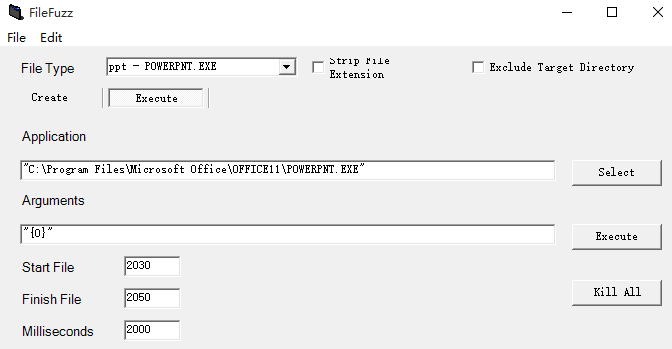 FileFuzz
File Edit
File Type ppt - POWERPNT.EXE Strip File Extension Exclude Target Directory
Create Execute
Application
"C:\Program Files\Microsoft Office\OFFICE11\POWERPNT.EXE" Select
Arguments
"{0}" Execute
Start File 2030
Finish File 2050
Kill All
Milliseconds 2000